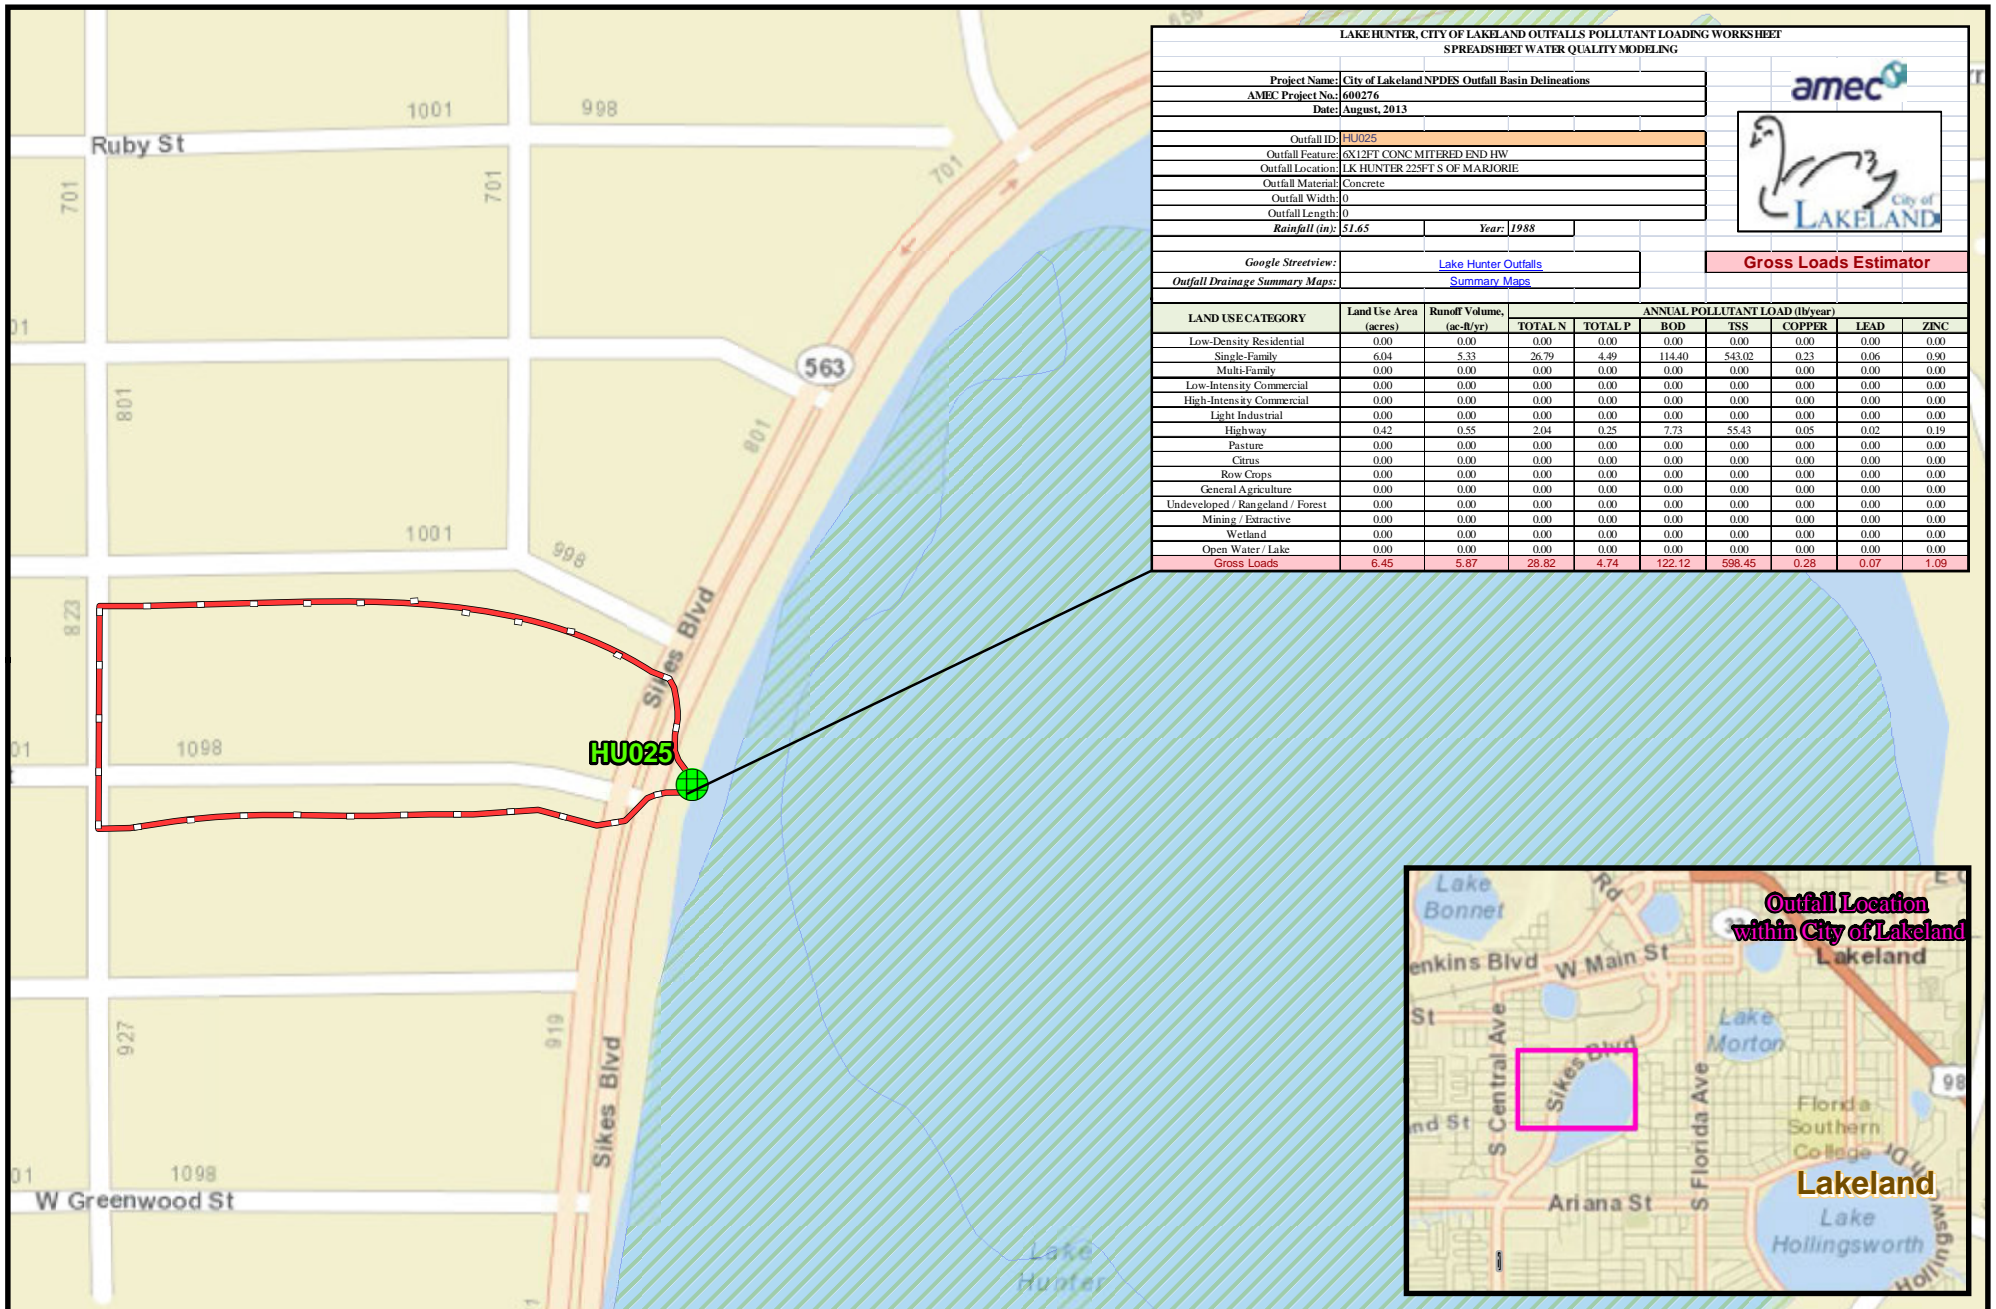 LAKE HUNTER, CITY OF LAKELAND OUTFALLS POLLUTANT LOADING WORKSHEET
SPREADSHEET WATER QUALITY MODELING
Project Name: City of Lakeland NPDES Outfall Basin Delineations
AMEC Project No.: 600276
Date: August, 2013
amec
City of
LAKELAND
Outfall ID: HU025
Outfall Feature: 6X12FT CONC MITERED END HW
Outfall Location: LK HUNTER 225FT S OF MARJORIE
Outfall Material: Concrete
Outfall Width: 0
Outfall Length: 0
Rainfall (in): 51.65 Year: 1988
Google Streetview: Lake Hunter Outfalls
Gross Loads Estimator
Outfall Drainage Summary Maps: Summary Maps
LAND USE CATEGORY Land Use Area (acres) Runoff Volume, (ac-ft/yr) ANNUAL POLLUTANT LOAD (lb/year)
TOTAL N TOTAL P BOD TSS COPPER LEAD ZINC
Low-Density Residential 0.00 0.00 0.00 0.00 0.00 0.00 0.00 0.00 0.00
Single-Family 6.04 5.33 26.79 4.49 114.40 543.02 0.23 0.06 0.90
Multi-Family 0.00 0.00 0.00 0.00 0.00 0.00 0.00 0.00 0.00
Low-Intensity Commercial 0.00 0.00 0.00 0.00 0.00 0.00 0.00 0.00 0.00
High-Intensity Commercial 0.00 0.00 0.00 0.00 0.00 0.00 0.00 0.00 0.00
Light Industrial 0.00 0.00 0.00 0.00 0.00 0.00 0.00 0.00 0.00
Highway 0.42 0.55 2.04 0.25 7.73 55.43 0.05 0.02 0.19
Pasture 0.00 0.00 0.00 0.00 0.00 0.00 0.00 0.00 0.00
Citrus 0.00 0.00 0.00 0.00 0.00 0.00 0.00 0.00 0.00
Row Crops 0.00 0.00 0.00 0.00 0.00 0.00 0.00 0.00 0.00
General Agriculture 0.00 0.00 0.00 0.00 0.00 0.00 0.00 0.00 0.00
Undeveloped / Rangeland / Forest 0.00 0.00 0.00 0.00 0.00 0.00 0.00 0.00 0.00
Mining / Extractive 0.00 0.00 0.00 0.00 0.00 0.00 0.00 0.00 0.00
Wetland 0.00 0.00 0.00 0.00 0.00 0.00 0.00 0.00 0.00
Open Water / Lake 0.00 0.00 0.00 0.00 0.00 0.00 0.00 0.00 0.00
Gross Loads 6.45 5.87 28.82 4.74 122.12 598.45 0.28 0.07 1.09
659
1001
998
Ruby St
701
701
701
01
563
801
801
1001
998
823
Sikes Blvd
01
1098
HU025
927
919
Sikes Blvd
01
1098
W Greenwood St
Lake
Hunter
Outfall Location
within City of Lakeland
Lake
Bonnet
Rd
Lakeland
enkins Blvd
W Main St
St
S Central Ave
Sikes Blvd
Lake
Morton
98
S Florida Ave
nd St
Florida
Southern
College
Lakeland
Ariana St
Lake
Hollingsworth